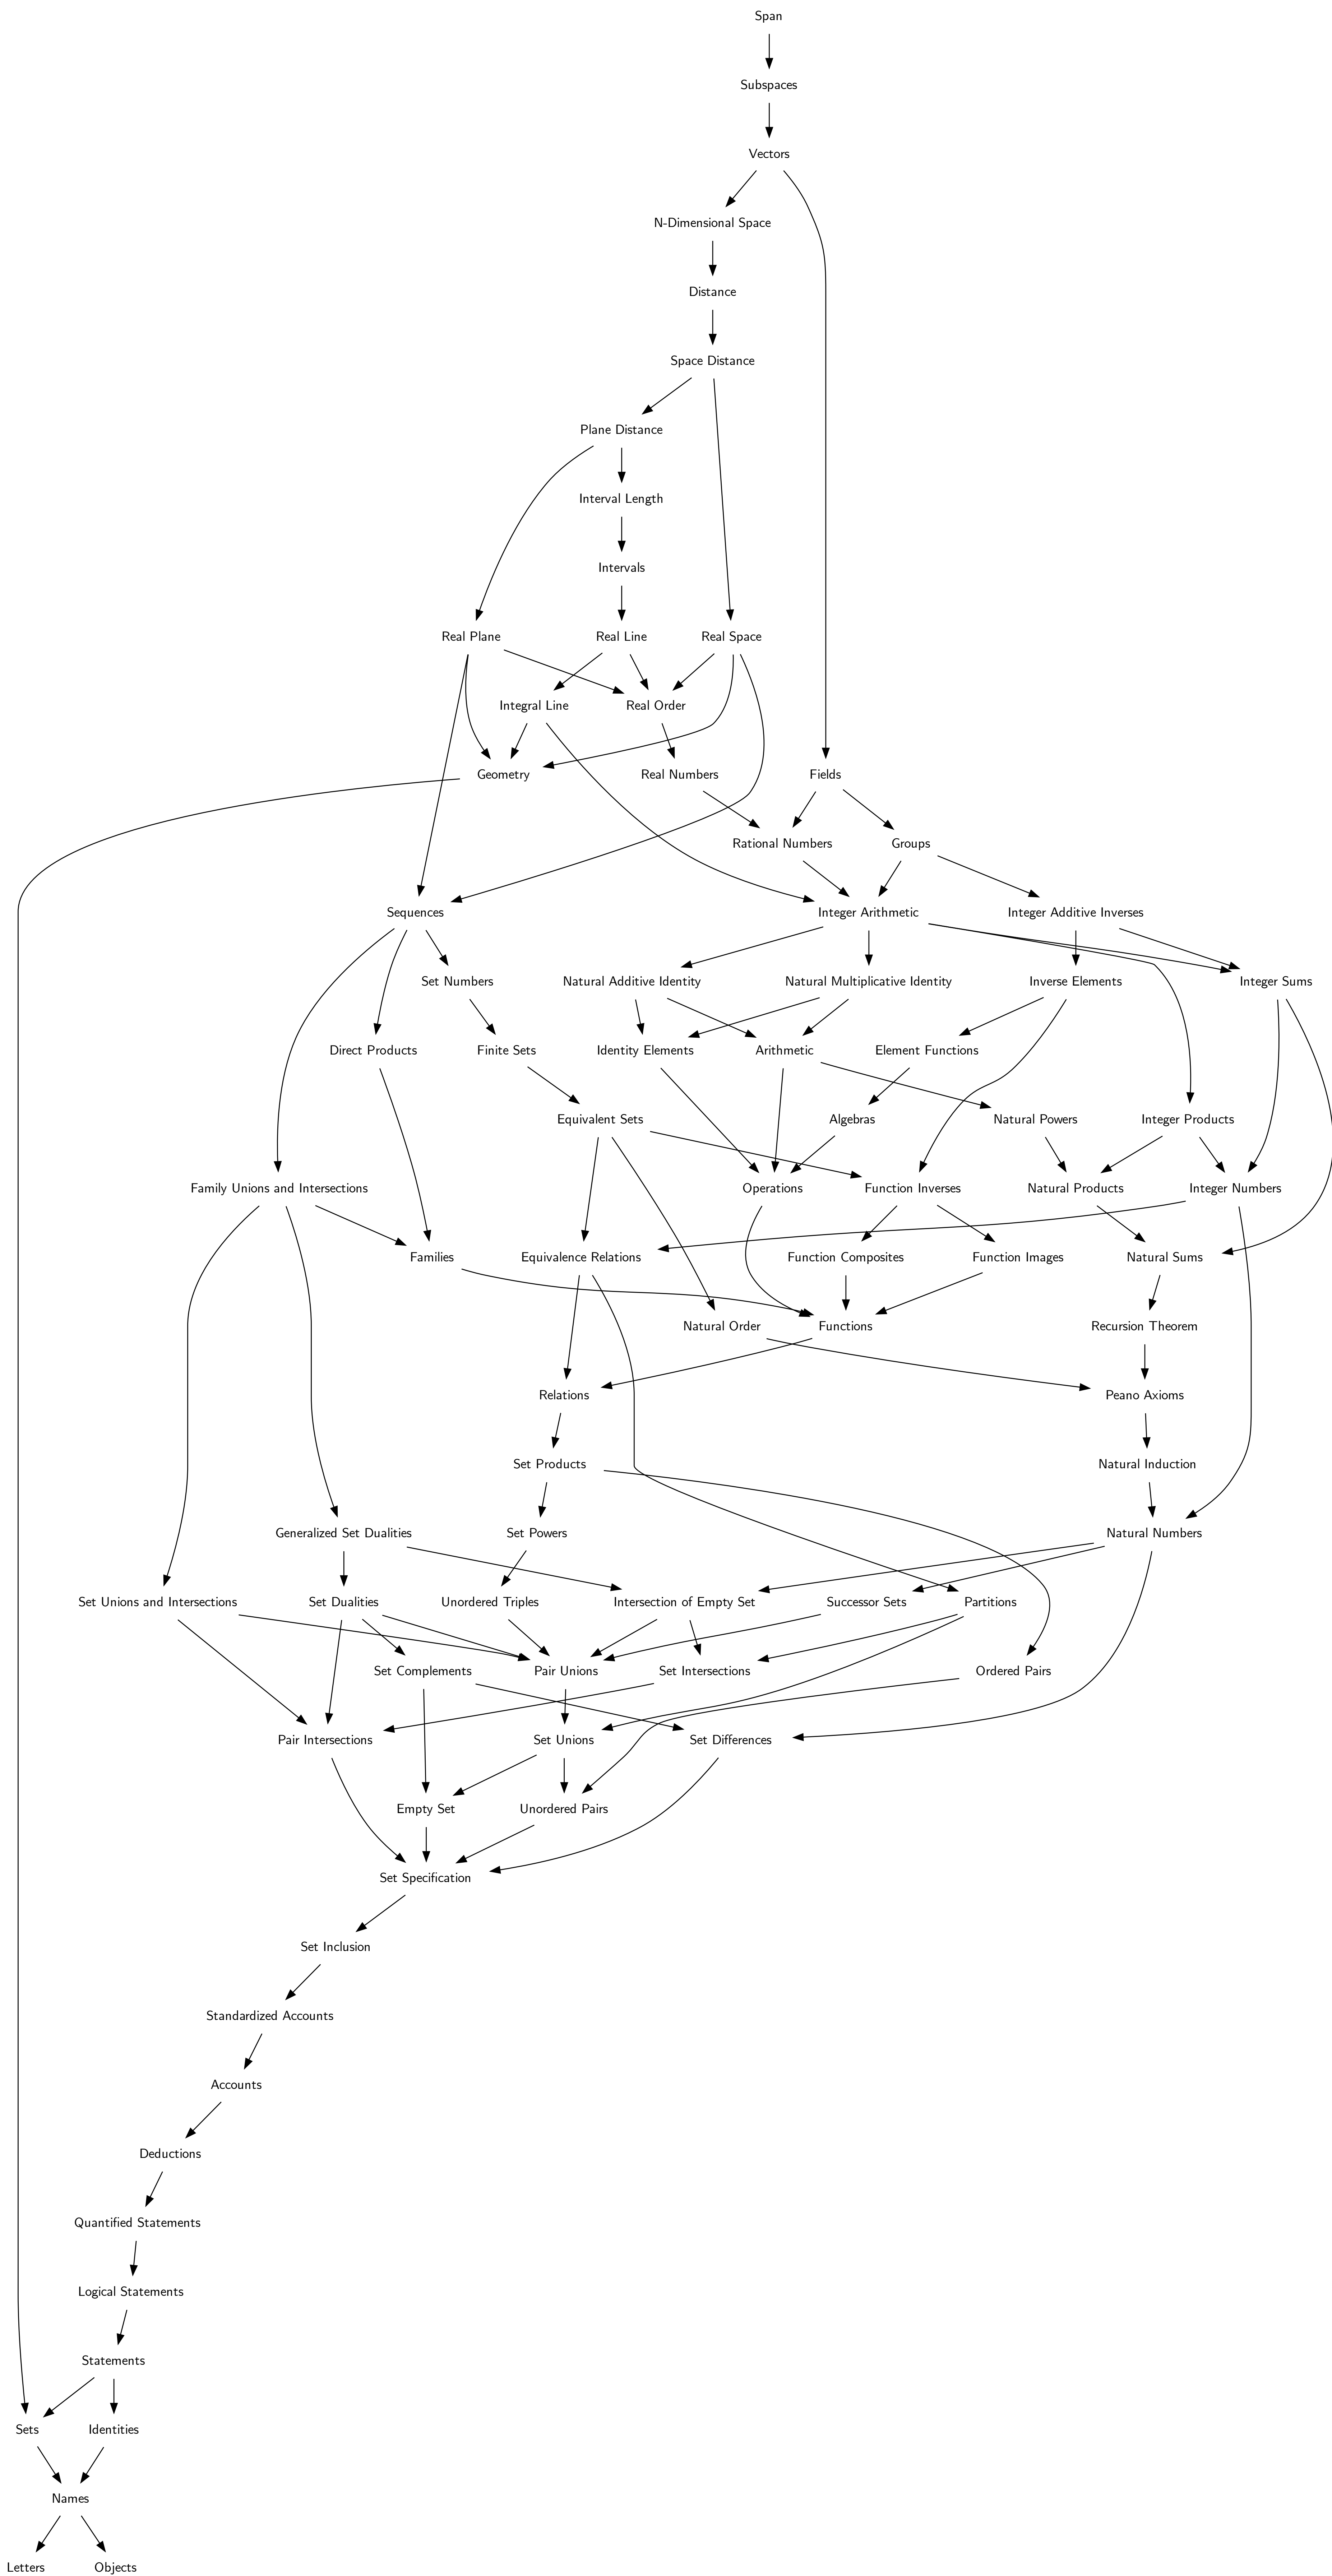 Span
Subspaces
Vectors
N-Dimensional Space
Distance
Space Distance
Plane Distance
Interval Length
Intervals
Real Plane
Real Line
Real Space
Integral Line
Real Order
Geometry
Real Numbers
Fields
Rational Numbers
Groups
Sequences
Integer Arithmetic
Integer Additive Inverses
Set Numbers
Natural Additive Identity
Natural Multiplicative Identity
Inverse Elements
Integer Sums
Direct Products
Finite Sets
Identity Elements
Arithmetic
Element Functions
Equivalent Sets
Algebras
Natural Powers
Integer Products
Family Unions and Intersections
Operations
Function Inverses
Natural Products
Integer Numbers
Families
Equivalence Relations
Function Composites
Function Images
Natural Sums
Natural Order
Functions
Recursion Theorem
Relations
Peano Axioms
Set Products
Natural Induction
Generalized Set Dualities
Set Powers
Natural Numbers
Set Unions and Intersections
Set Dualities
Unordered Triples
Intersection of Empty Set
Successor Sets
Partitions
Set Complements
Pair Unions
Set Intersections
Ordered Pairs
Pair Intersections
Set Unions
Set Differences
Empty Set
Unordered Pairs
Set Specification
Set Inclusion
Standardized Accounts
Accounts
Deductions
Quantified Statements
Logical Statements
Statements
Sets
Identities
Names
Letters
Objects